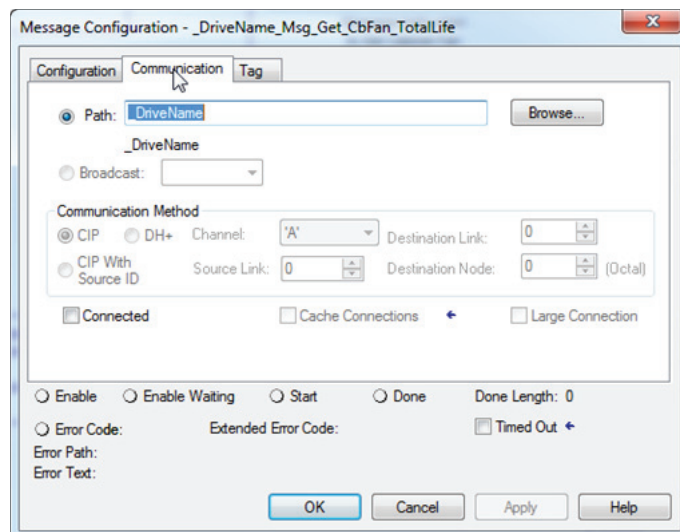 Message Configuration - _DriveName_Msg_Get_CbFan_TotalLife
Configuration Communication Tag
Path: _DriveName Browse...
_DriveName
Broadcast:
Communication Method
CIP DH+ Channel: 'A' Destination Link: 0
CIP With Source ID Source Link: 0 Destination Node: 0 (Octal)
Connected Cache Connections Large Connection
Enable Enable Waiting Start Done Done Length: 0
Error Code: Extended Error Code: Timed Out
Error Path:
Error Text:
OK Cancel Apply Help